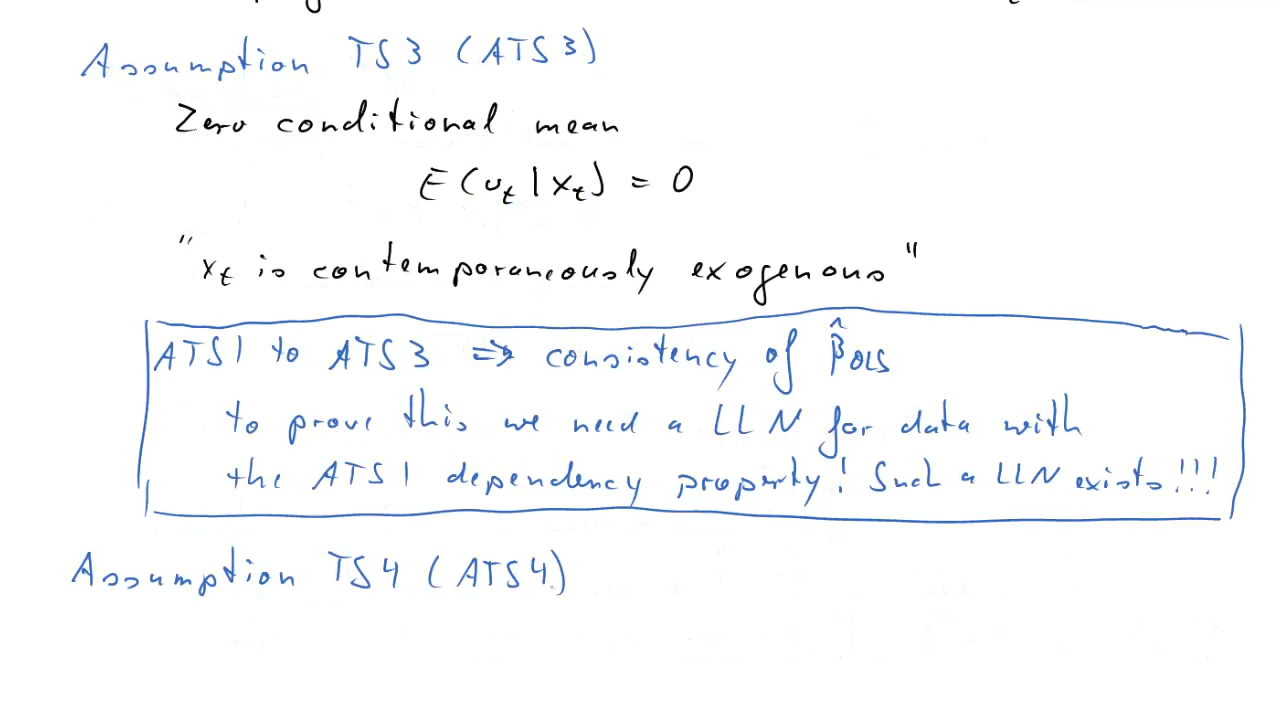 Assumption TS3 (ATS3)
Zero conditional mean
E(u_t | x_t) = 0
"x_t is contemporaneously exogenous"
ATS1 to ATS3 ⇒ consistency of β̂_OLS
to prove this we need a LLN for data with
the ATS1 dependency property! Such a LLN exists!!!
Assumption TS4 (ATS4)